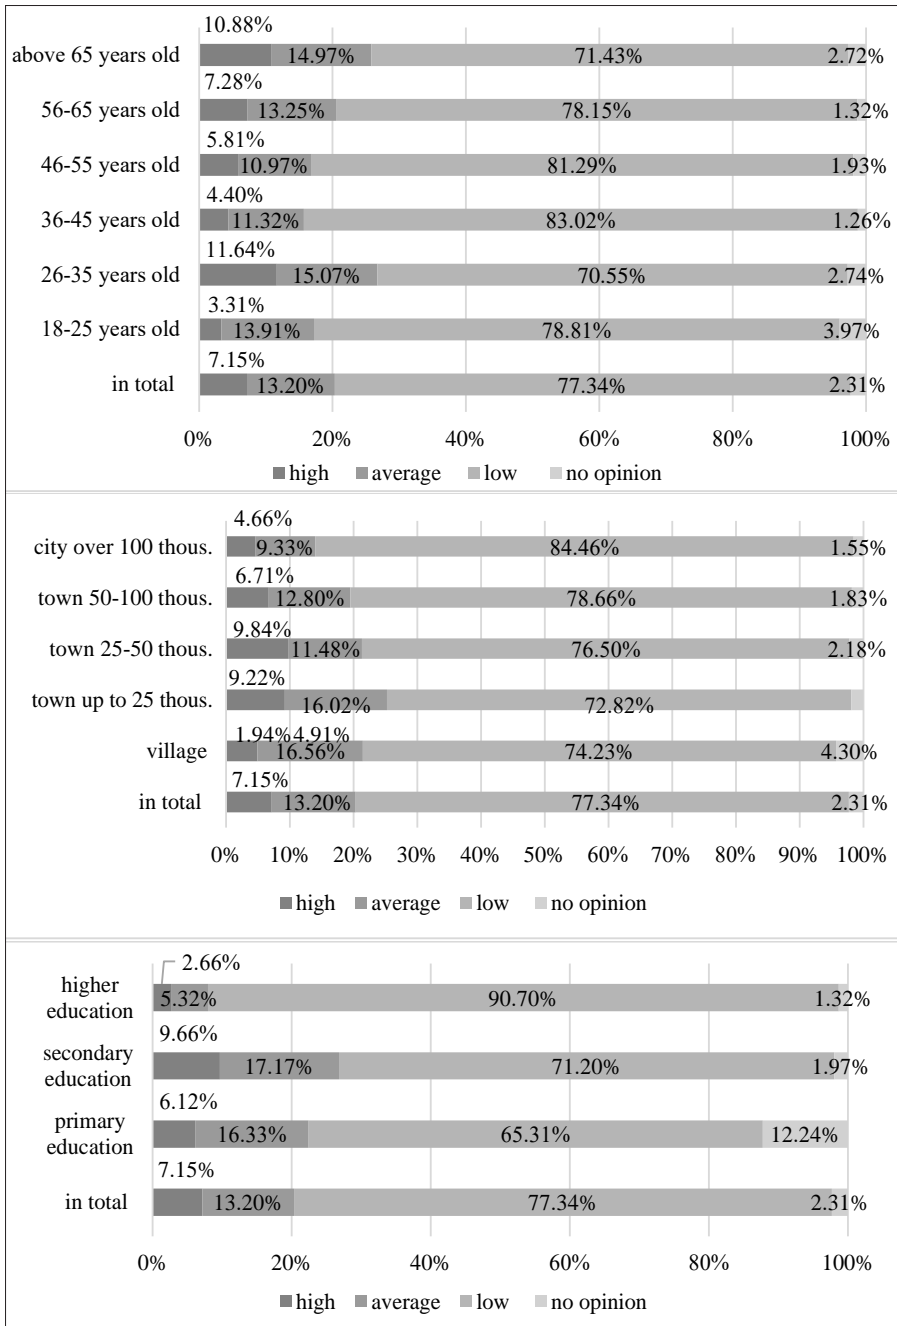 10.88%
above 65 years old 14.97% 71.43% 2.72%
7.28%
56-65 years old 13.25% 78.15% 1.32%
5.81%
46-55 years old 10.97% 81.29% 1.93%
4.40%
36-45 years old 11.32% 83.02% 1.26%
11.64%
26-35 years old 15.07% 70.55% 2.74%
3.31%
18-25 years old 13.91% 78.81% 3.97%
7.15%
in total 13.20% 77.34% 2.31%
0% 20% 40% 60% 80% 100%
high average low no opinion
4.66%
city over 100 thous. 9.33% 84.46% 1.55%
6.71%
town 50-100 thous. 12.80% 78.66% 1.83%
9.84%
town 25-50 thous. 11.48% 76.50% 2.18%
9.22%
town up to 25 thous. 16.02% 72.82%
1.94% 4.91%
village 16.56% 74.23% 4.30%
7.15%
in total 13.20% 77.34% 2.31%
0% 10% 20% 30% 40% 50% 60% 70% 80% 90% 100%
high average low no opinion
2.66%
higher
education 5.32% 90.70% 1.32%
9.66%
secondary
education 17.17% 71.20% 1.97%
6.12%
primary
education 16.33% 65.31% 12.24%
7.15%
in total 13.20% 77.34% 2.31%
0% 20% 40% 60% 80% 100%
high average low no opinion